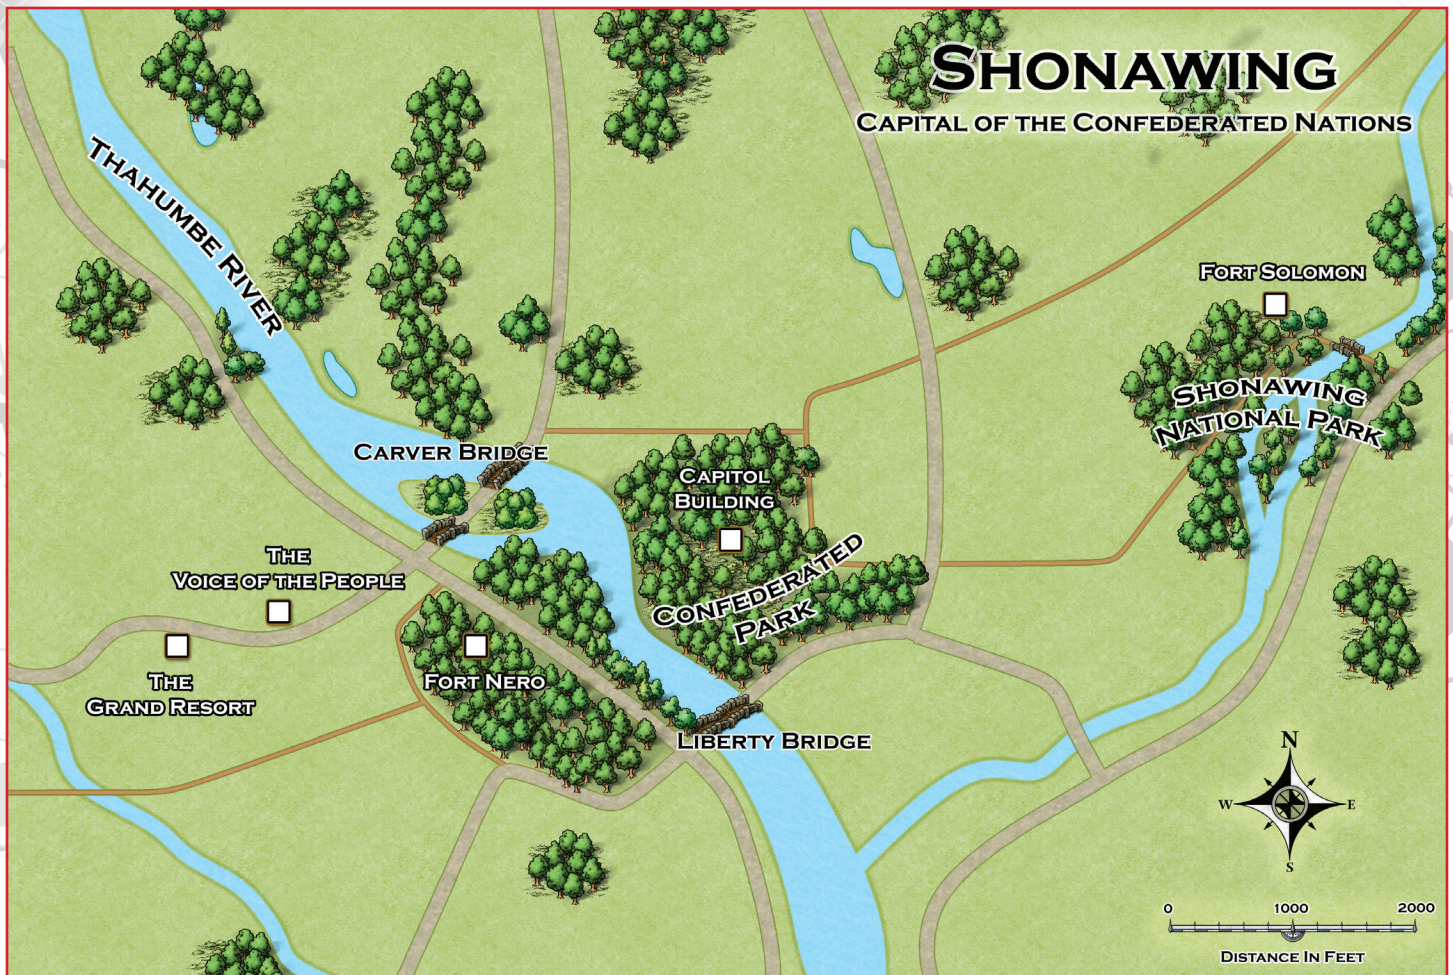 SHONAWING
CAPITAL OF THE CONFEDERATED NATIONS
THAHUMBE RIVER
FORT SOLOMON
SHONAWING
NATIONAL PARK
CARVER BRIDGE
CAPITOL
BUILDING
CONFEDERATED
PARK
THE
VOICE OF THE PEOPLE
THE
GRAND RESORT
FORT NERO
LIBERTY BRIDGE
N
W E
S
0 1000 2000
DISTANCE IN FEET